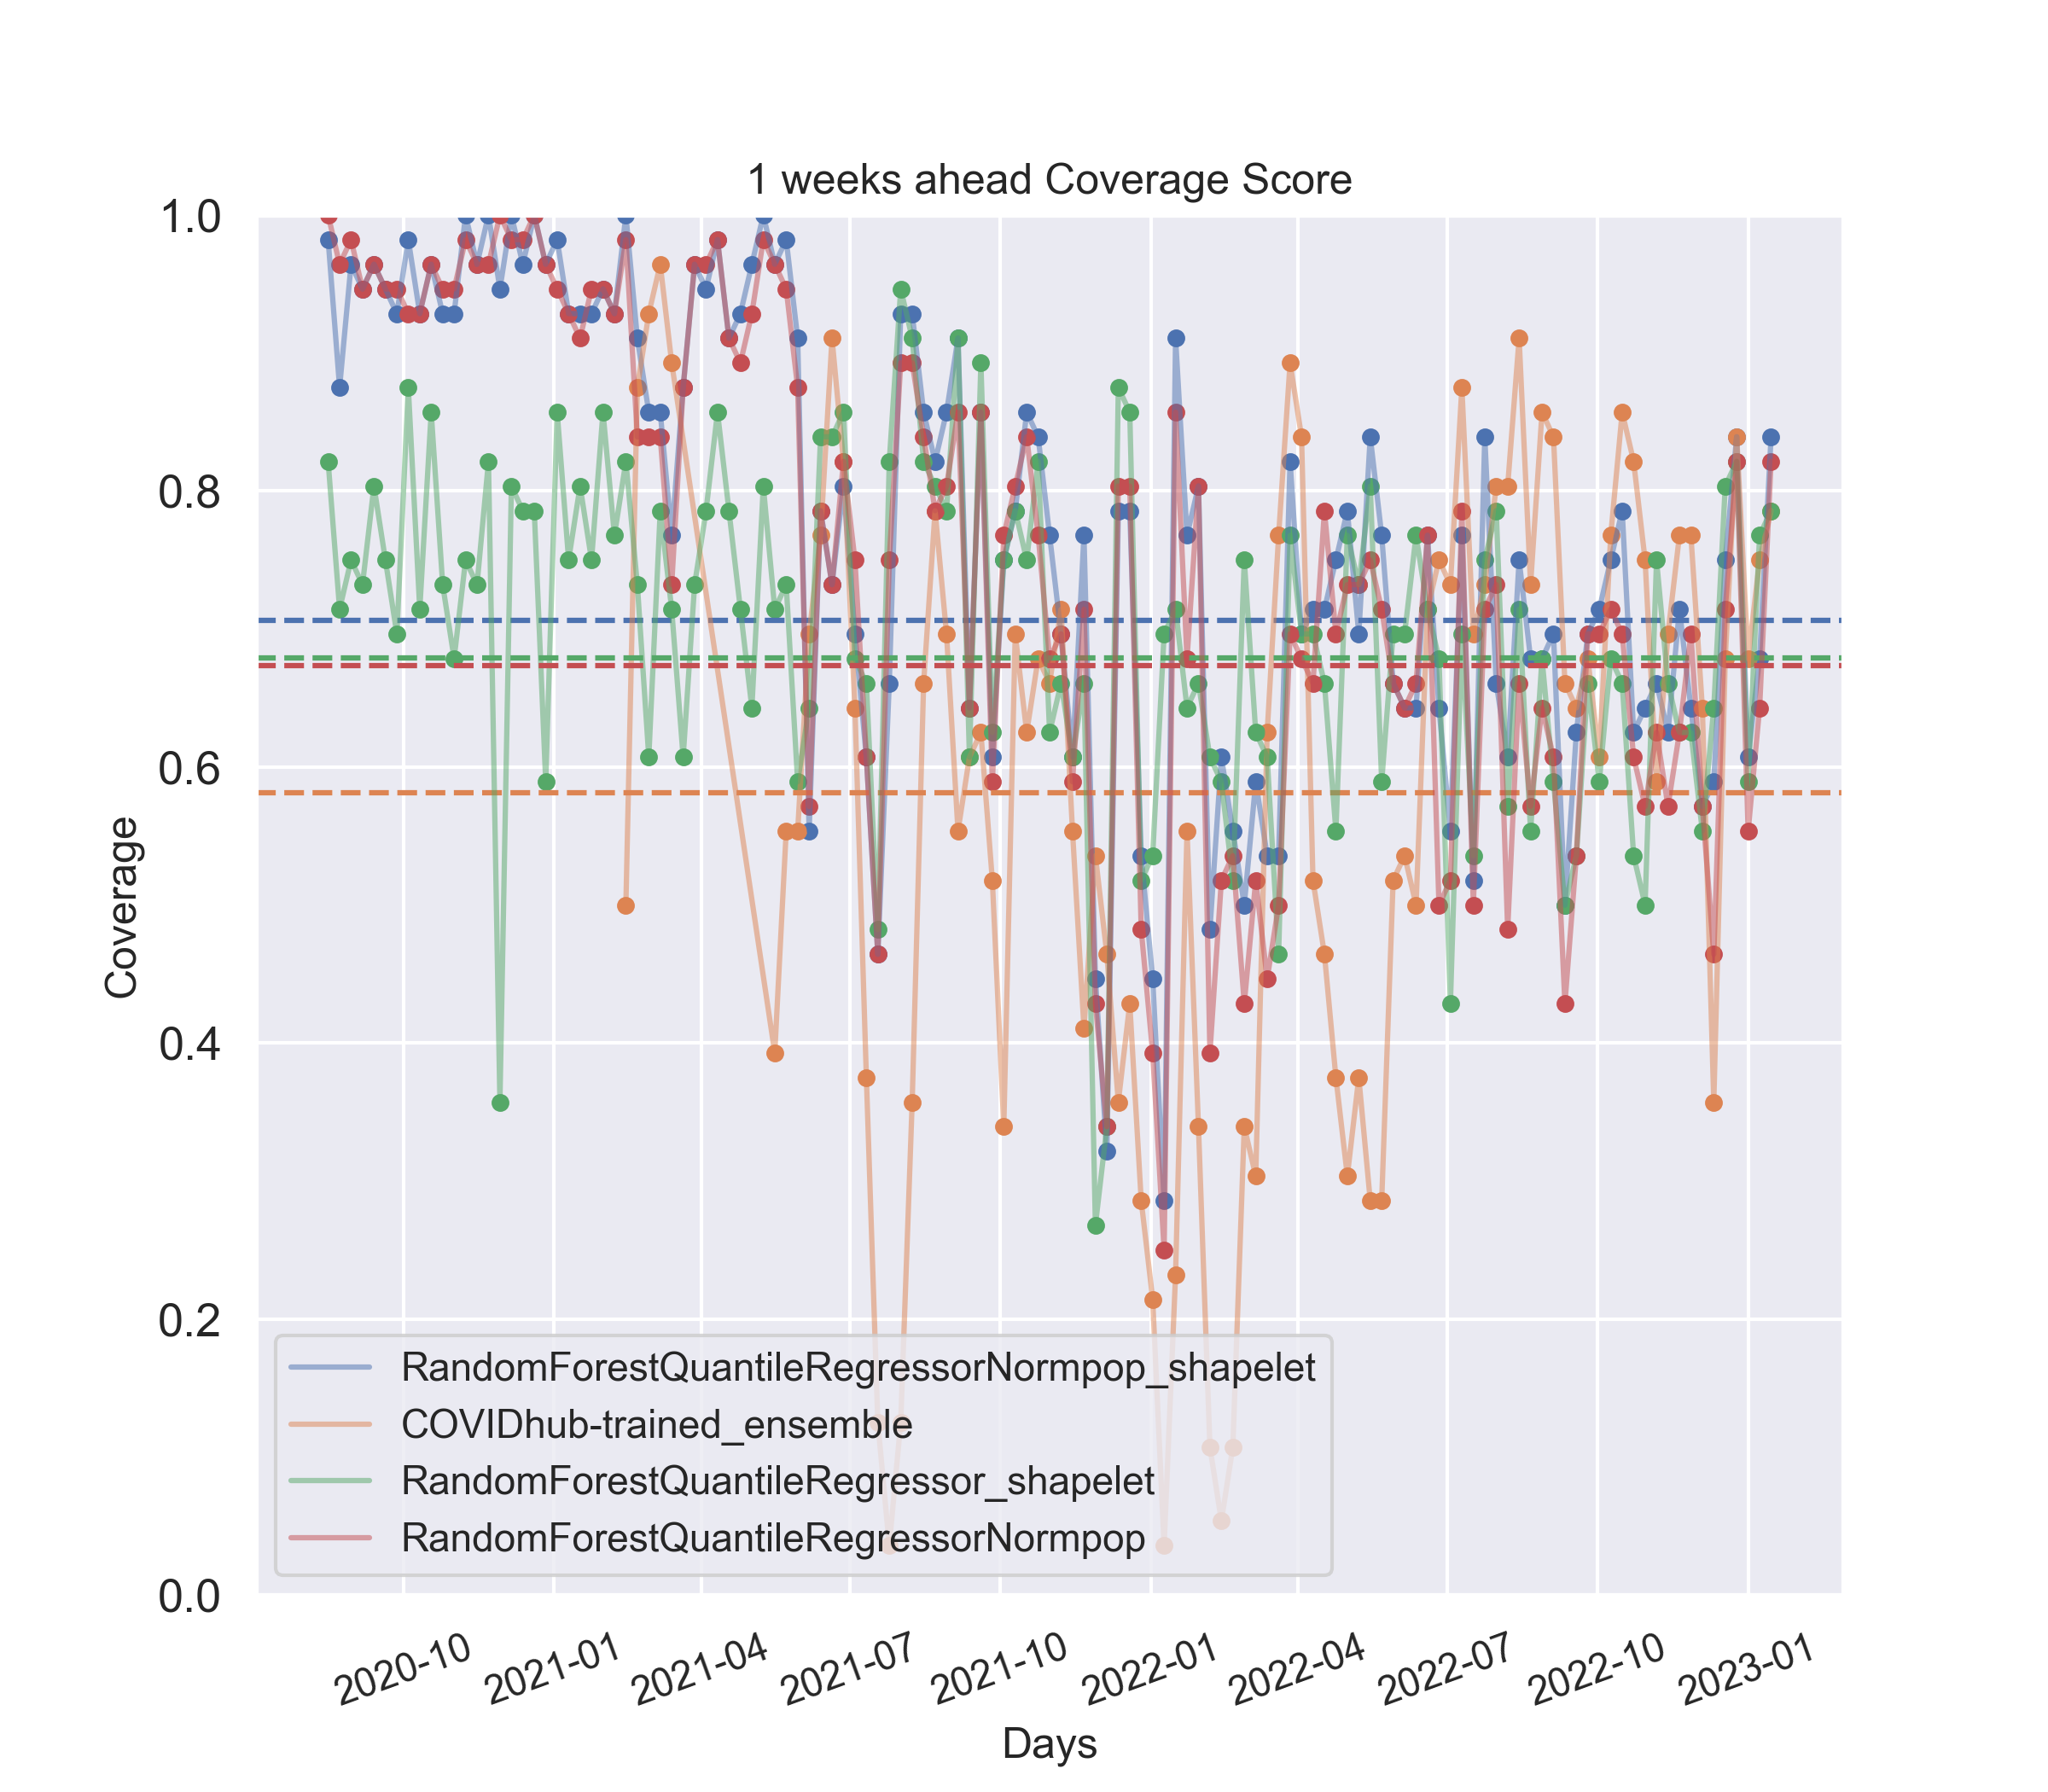 1 weeks ahead Coverage Score
1.0
0.8
0.6
0.4
0.2
0.0
Coverage
RandomForestQuantileRegressorNormpop_shapelet
COVIDhub-trained_ensemble
RandomForestQuantileRegressor_shapelet
RandomForestQuantileRegressorNormpop
2020-10
2021-01
2021-04
2021-07
2021-10
2022-01
2022-04
2022-07
2022-10
2023-01
Days